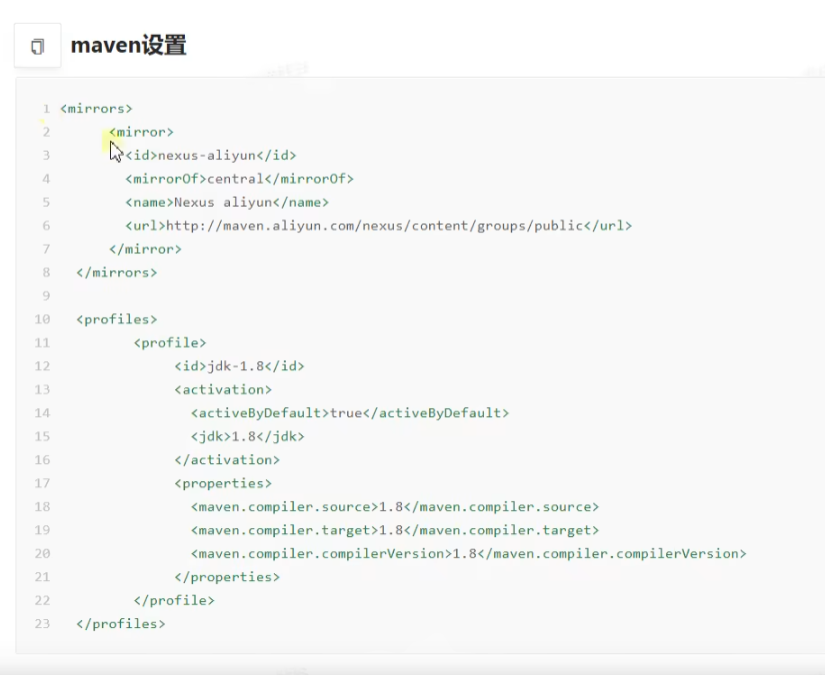 maven设置
1 <mirrors>
2 <mirror>
3 <id>nexus-aliyun</id>
4 <mirrorOf>central</mirrorOf>
5 <name>Nexus aliyun</name>
6 <url>http://maven.aliyun.com/nexus/content/groups/public</url>
7 </mirror>
8 </mirrors>
9
10 <profiles>
11 <profile>
12 <id>jdk-1.8</id>
13 <activation>
14 <activeByDefault>true</activeByDefault>
15 <jdk>1.8</jdk>
16 </activation>
17 <properties>
18 <maven.compiler.source>1.8</maven.compiler.source>
19 <maven.compiler.target>1.8</maven.compiler.target>
20 <maven.compiler.compilerVersion>1.8</maven.compiler.compilerVersion>
21 </properties>
22 </profile>
23 </profiles>